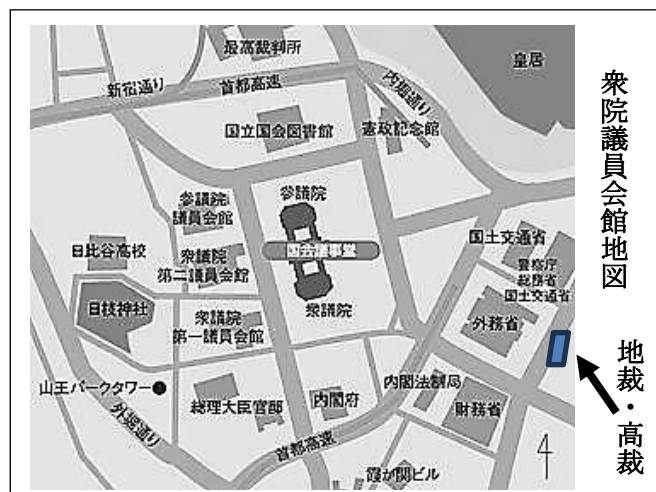 最高裁判所
皇居
新宿通り
首都高速
内堀通り
国立国会図書館
憲政記念館
参議院
議員会館
参議院
国会議事堂
衆議院
日比谷高校
衆議院
第二議員会館
国土交通省
警察庁
総務省
国土交通省
日枝神社
衆議院
第一議員会館
外務省
山王パークタワー
総理大臣官邸
内閣府
内閣法制局
財務省
外堀通り
首都高速
霞が関ビル
4
衆院議員会館地図
地裁・高裁